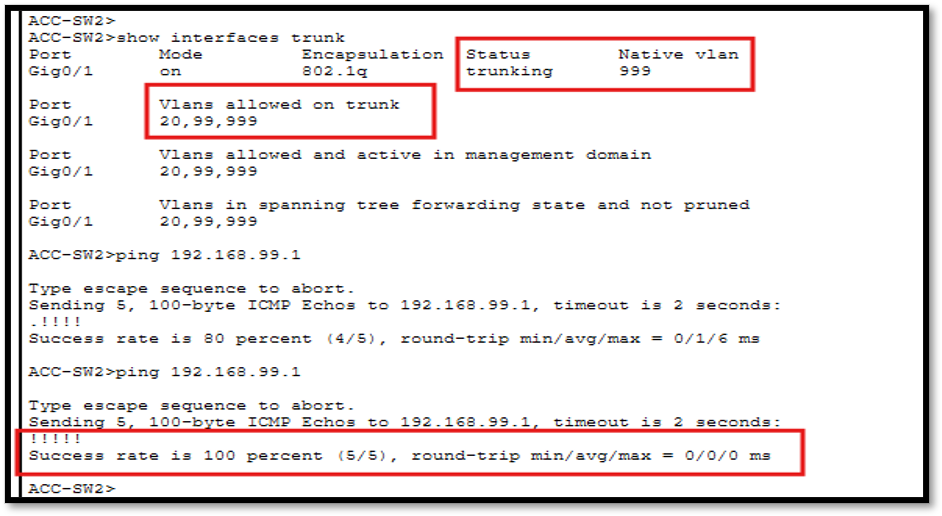 ACC-SW2>
ACC-SW2>show interfaces trunk
Port        Mode         Encapsulation  Status        Native vlan
Gig0/1      on           802.1q         trunking      999
Port        Vlans allowed on trunk
Gig0/1      20,99,999
Port        Vlans allowed and active in management domain
Gig0/1      20,99,999
Port        Vlans in spanning tree forwarding state and not pruned
Gig0/1      20,99,999
ACC-SW2>ping 192.168.99.1
Type escape sequence to abort.
Sending 5, 100-byte ICMP Echos to 192.168.99.1, timeout is 2 seconds:
.!!!!
Success rate is 80 percent (4/5), round-trip min/avg/max = 0/1/6 ms
ACC-SW2>ping 192.168.99.1
Type escape sequence to abort.
Sending 5, 100-byte ICMP Echos to 192.168.99.1, timeout is 2 seconds:
!!!!!
Success rate is 100 percent (5/5), round-trip min/avg/max = 0/0/0 ms
ACC-SW2>